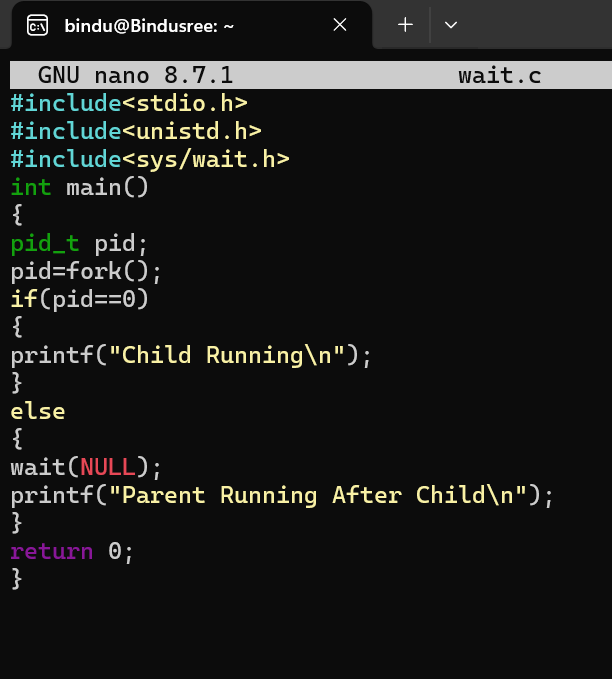 bindu@Bindusree: ~
GNU nano 8.7.1 wait.c
#include<stdio.h>
#include<unistd.h>
#include<sys/wait.h>
int main()
{
pid_t pid;
pid=fork();
if(pid==0)
{
printf("Child Running\n");
}
else
{
wait(NULL);
printf("Parent Running After Child\n");
}
return 0;
}